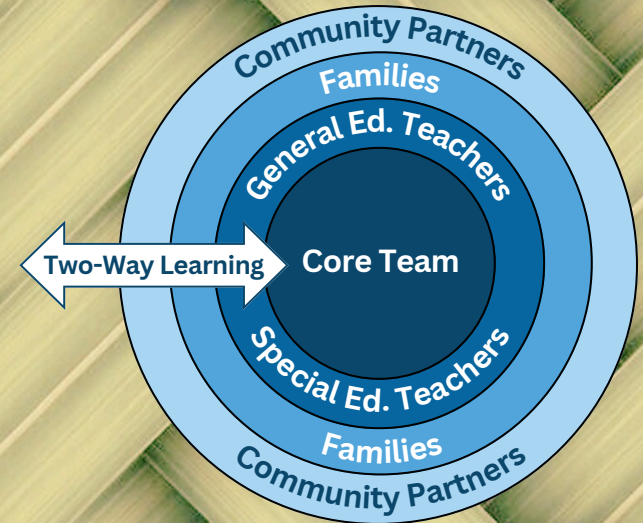 Community Partners
Families
General Ed. Teachers
Two-Way Learning
Core Team
Special Ed. Teachers
Families
Community Partners